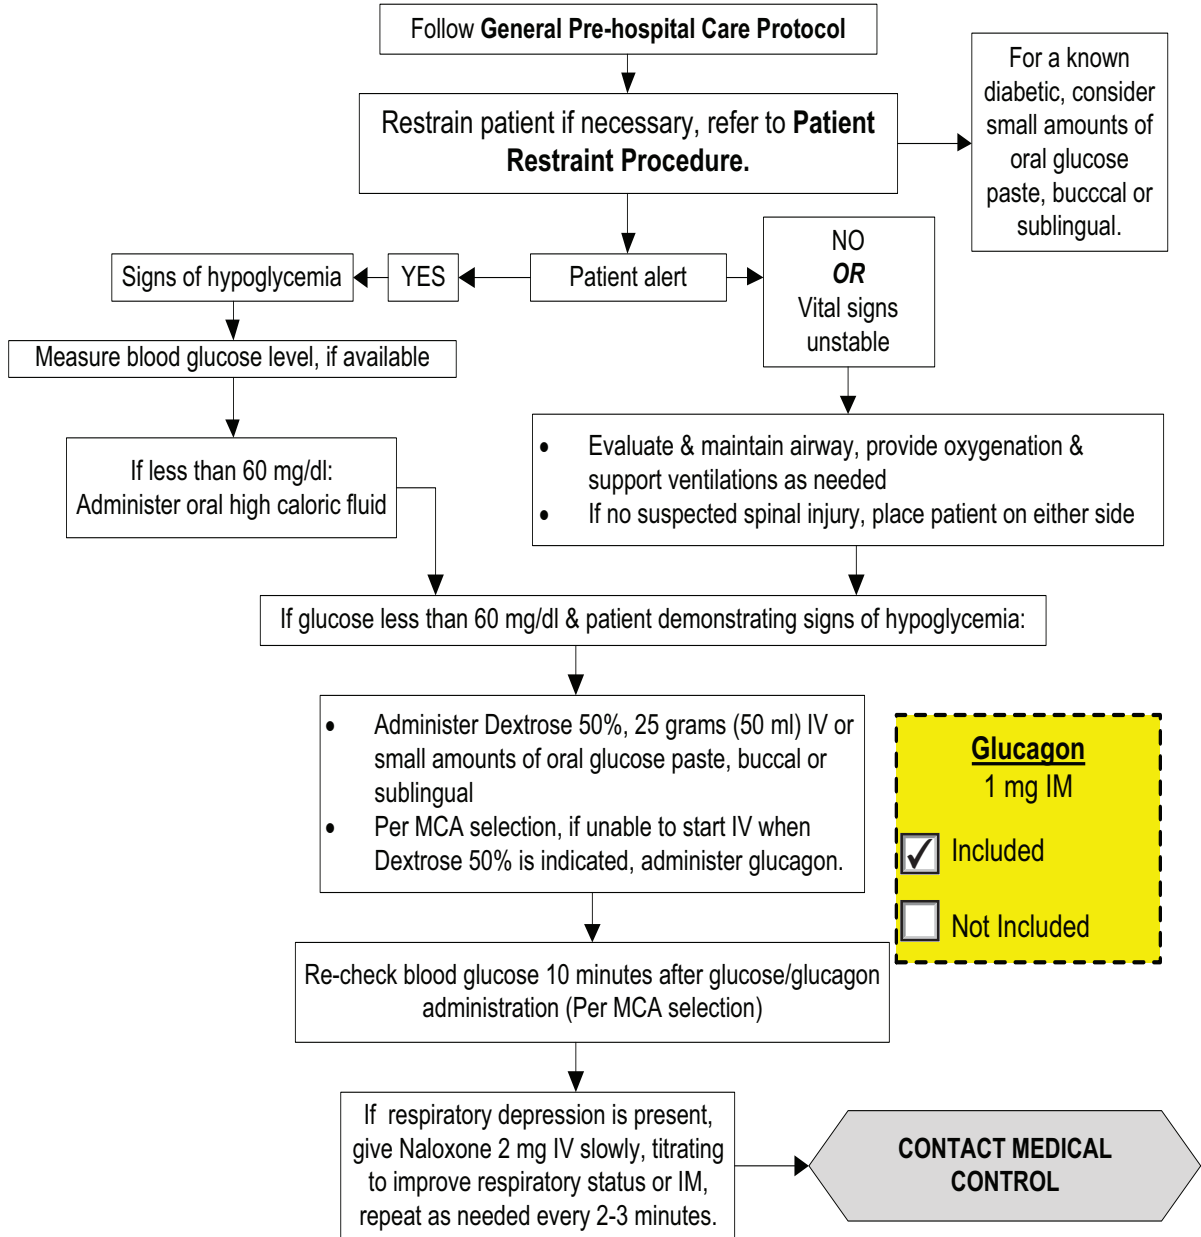 Follow General Pre-hospital Care Protocol
For a known
diabetic, consider
small amounts of
oral glucose
paste, bucccal or
sublingual.
Restrain patient if necessary, refer to Patient
Restraint Procedure.
Signs of hypoglycemia
YES
Patient alert
NO
OR
Vital signs
unstable
Measure blood glucose level, if available
If less than 60 mg/dl:
Administer oral high caloric fluid
• Evaluate & maintain airway, provide oxygenation &
support ventilations as needed
• If no suspected spinal injury, place patient on either side
If glucose less than 60 mg/dl & patient demonstrating signs of hypoglycemia:
• Administer Dextrose 50%, 25 grams (50 ml) IV or
small amounts of oral glucose paste, buccal or
sublingual
• Per MCA selection, if unable to start IV when
Dextrose 50% is indicated, administer glucagon.
Glucagon
1 mg IM
✓ Included
Not Included
Re-check blood glucose 10 minutes after glucose/glucagon
administration (Per MCA selection)
If respiratory depression is present,
give Naloxone 2 mg IV slowly, titrating
to improve respiratory status or IM,
repeat as needed every 2-3 minutes.
CONTACT MEDICAL
CONTROL